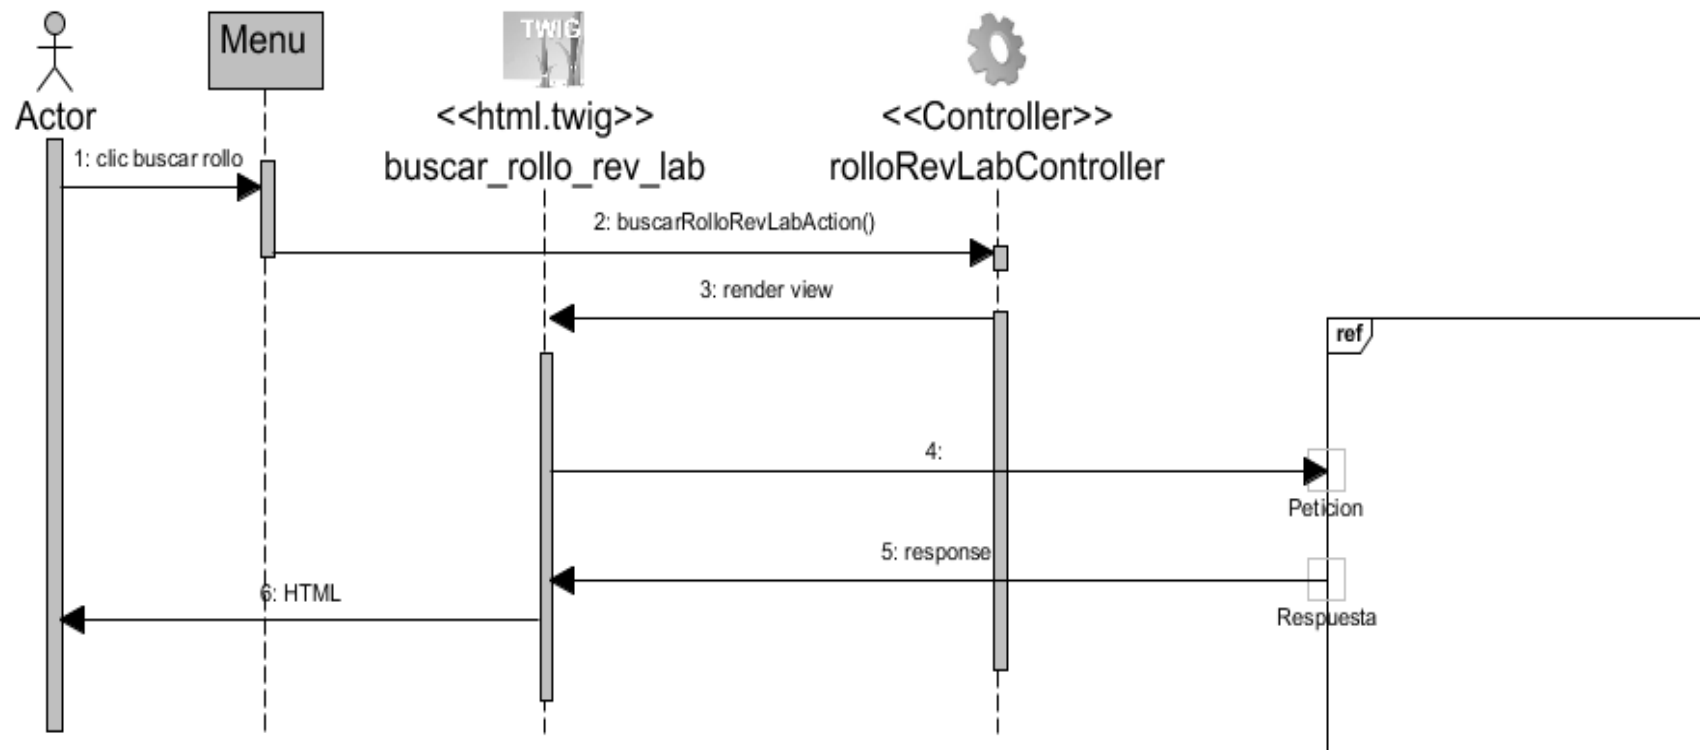 Menu
TWIG
Actor
<<html.twig>>
buscar_rollo_rev_lab
<<Controller>>
rolloRevLabController
1: clic buscar rollo
2: buscarRolloRevLabAction()
3: render view
ref
4:
Peticion
5: response
6: HTML
Respuesta